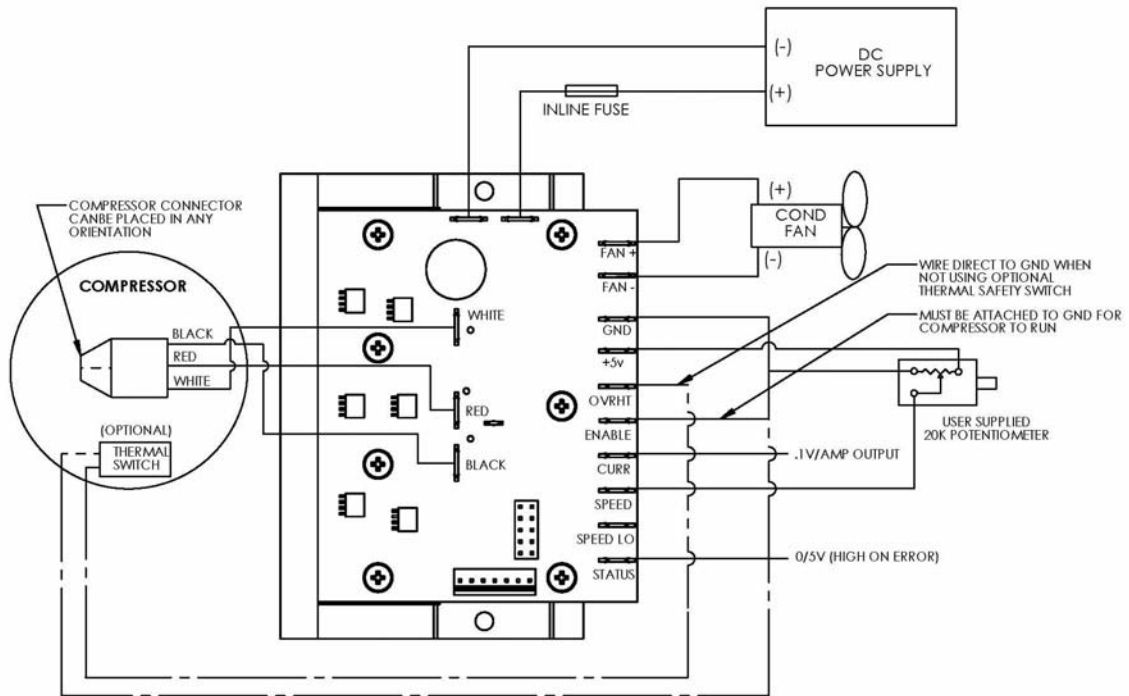 (-)
DC
POWER SUPPLY
(+)
INLINE FUSE
COMPRESSOR CONNECTOR
CANBE PLACED IN ANY
ORIENTATION
COMPRESSOR
BLACK
RED
WHITE
(OPTIONAL)
THERMAL
SWITCH
WHITE
RED
BLACK
FAN +
FAN -
GND
+5v
OVRHT
ENABLE
CURR
SPEED
SPEED LO
STATUS
(+)
COND
FAN
(-)
WIRE DIRECT TO GND WHEN
NOT USING OPTIONAL
THERMAL SAFETY SWITCH
MUST BE ATTACHED TO GND FOR
COMPRESSOR TO RUN
USER SUPPLIED
20K POTENTIOMETER
.1V/AMP OUTPUT
0/5V (HIGH ON ERROR)